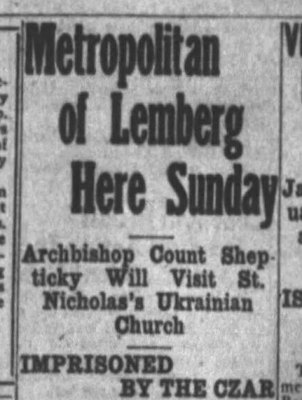 Metropolitan
of Lemberg
Here Sunday
Archbishop Count Shep-
ticky Will Visit St.
Nicholas's Ukrainian
Church
IMPRISONED
BY THE CZAR